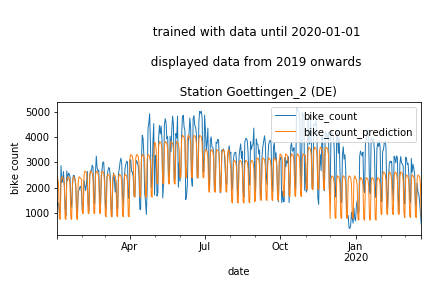 trained with data until 2020-01-01
displayed data from 2019 onwards
Station Goettingen_2 (DE)
bike_count
bike_count_prediction
5000
4000
3000
2000
1000
bike count
Apr
Jul
Oct
Jan
2020
date